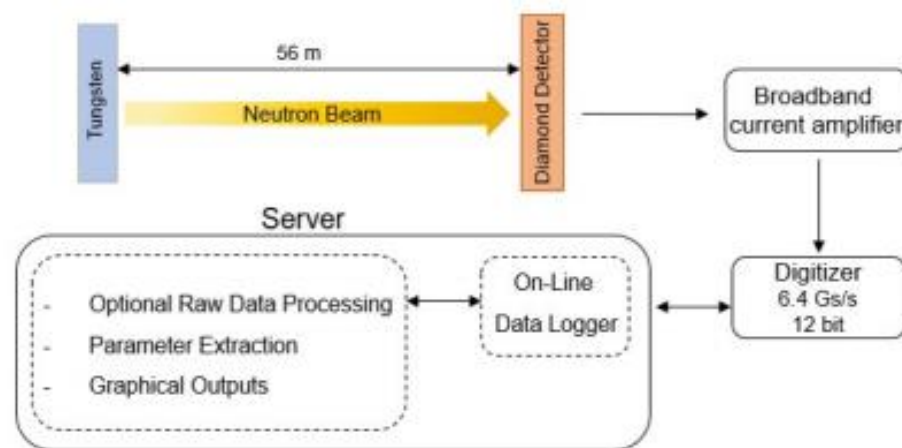 Tungsten
56 m
Neutron Beam
Diamond Detector
Broadband
current amplifier
Server
- Optional Raw Data Processing
- Parameter Extraction
- Graphical Outputs
On-Line
Data Logger
Digitizer
6.4 Gs/s
12 bit